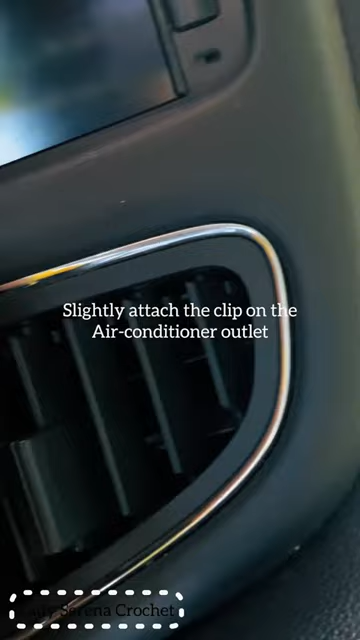 Slightly attach the clip on the
Air-conditioner outlet
Serena Crochet